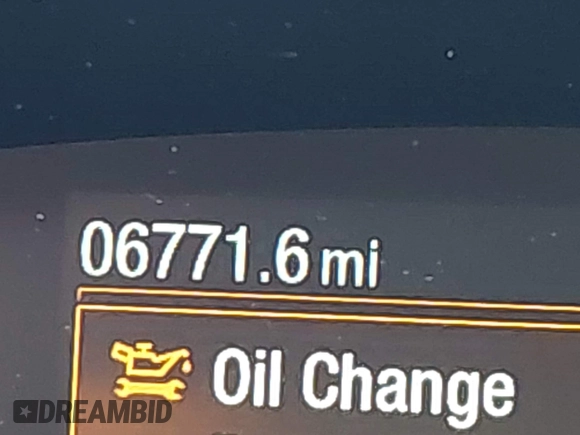 06771.6 mi
Oil Change
DREAMBID